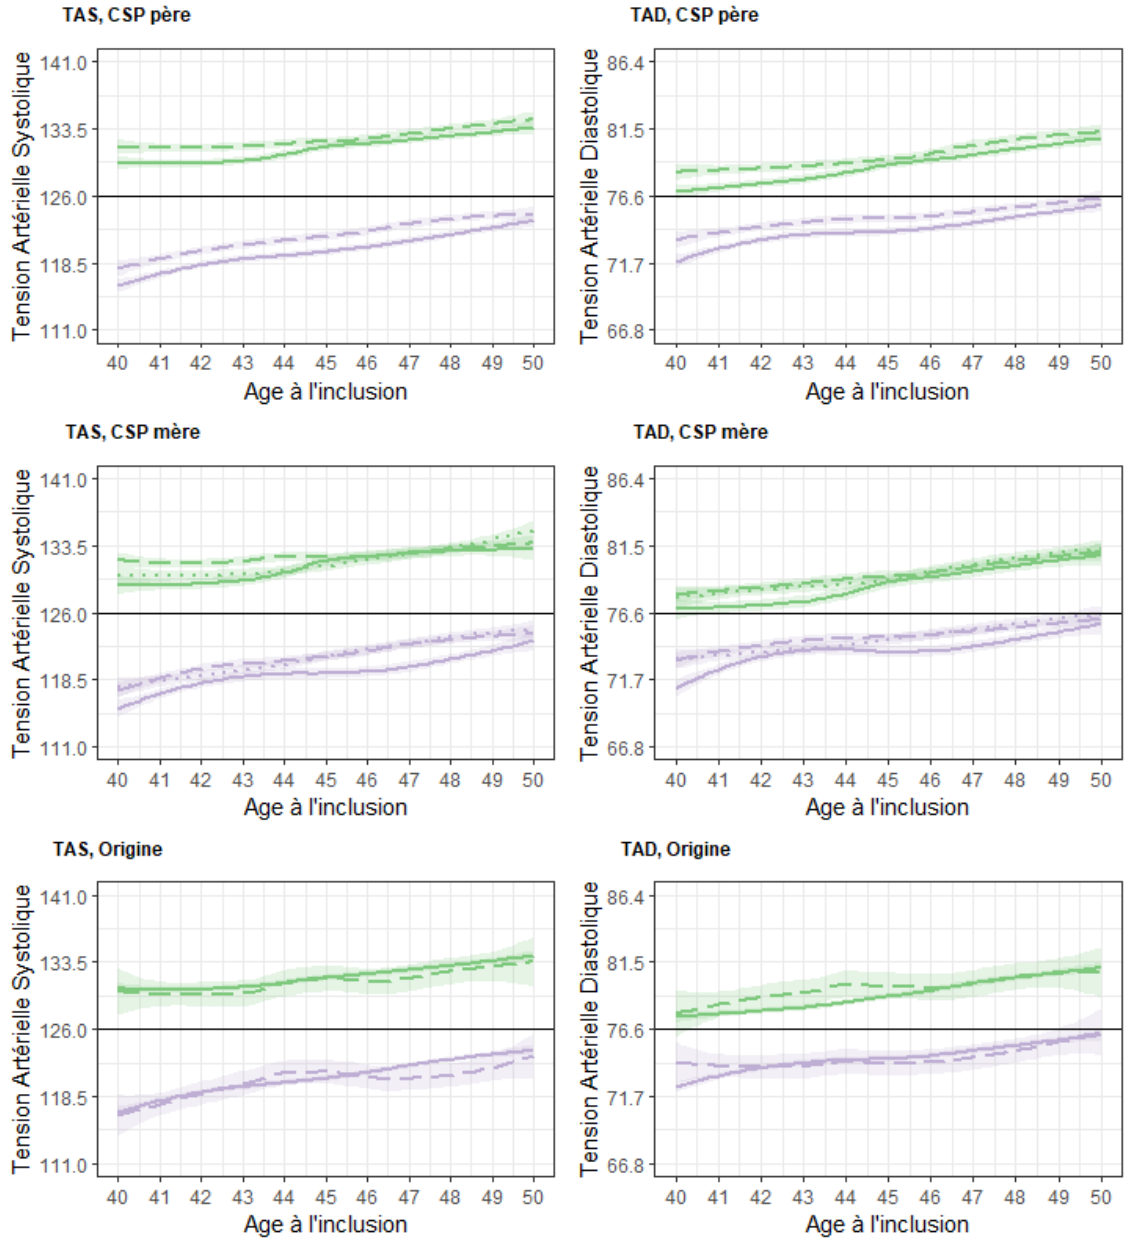 TAS, CSP père
Tension Artérielle Systolique
141.0
133.5
126.0
118.5
111.0
40 41 42 43 44 45 46 47 48 49 50
Age à l'inclusion
TAD, CSP père
Tension Artérielle Diastolique
86.4
81.5
76.6
71.7
66.8
40 41 42 43 44 45 46 47 48 49 50
Age à l'inclusion
TAS, CSP mère
Tension Artérielle Systolique
141.0
133.5
126.0
118.5
111.0
40 41 42 43 44 45 46 47 48 49 50
Age à l'inclusion
TAD, CSP mère
Tension Artérielle Diastolique
86.4
81.5
76.6
71.7
66.8
40 41 42 43 44 45 46 47 48 49 50
Age à l'inclusion
TAS, Origine
Tension Artérielle Systolique
141.0
133.5
126.0
118.5
111.0
40 41 42 43 44 45 46 47 48 49 50
Age à l'inclusion
TAD, Origine
Tension Artérielle Diastolique
86.4
81.5
76.6
71.7
66.8
40 41 42 43 44 45 46 47 48 49 50
Age à l'inclusion